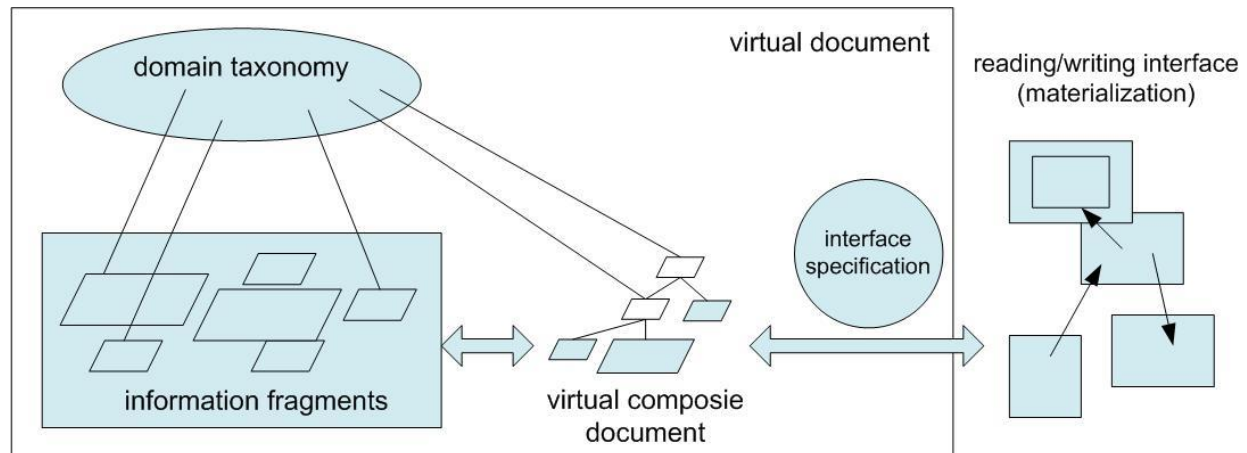 virtual document
domain taxonomy
reading/writing interface
(materialization)
interface
specification
information fragments
virtual composie
document